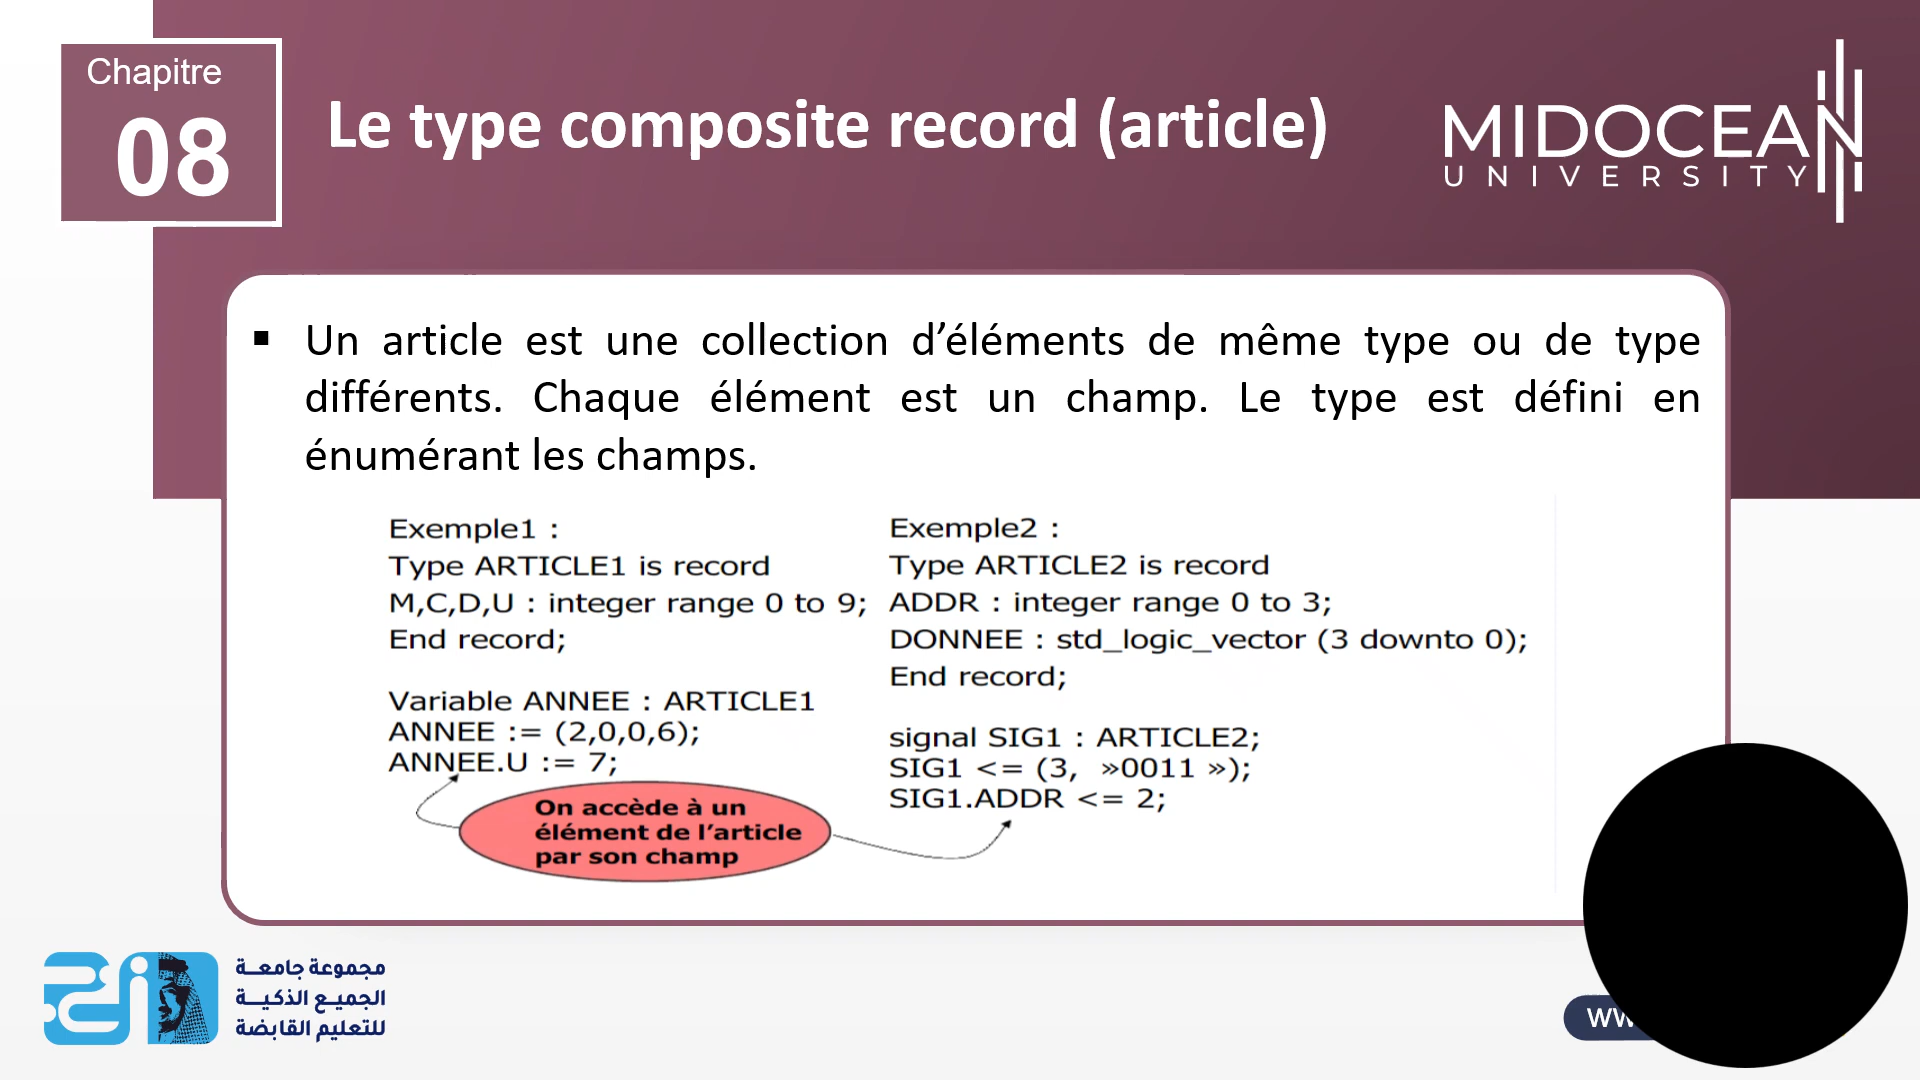 Chapitre
08
Le type composite record (article)
MIDOCEAN
UNIVERSITY
▪ Un article est une collection d’éléments de même type ou de type
différents. Chaque élément est un champ. Le type est défini en
énumérant les champs.
Exemple1 :
Type ARTICLE1 is record
M,C,D,U : integer range 0 to 9;
End record;
Variable ANNEE : ARTICLE1
ANNEE := (2,0,0,6);
ANNEE.U := 7;
Exemple2 :
Type ARTICLE2 is record
ADDR : integer range 0 to 3;
DONNEE : std_logic_vector (3 downto 0);
End record;
signal SIG1 : ARTICLE2;
SIG1 <= (3, »0011 »);
SIG1.ADDR <= 2;
On accède à un
élément de l’article
par son champ
مجموعة جامعة
الجميع الذكية
للتعليم القابضة